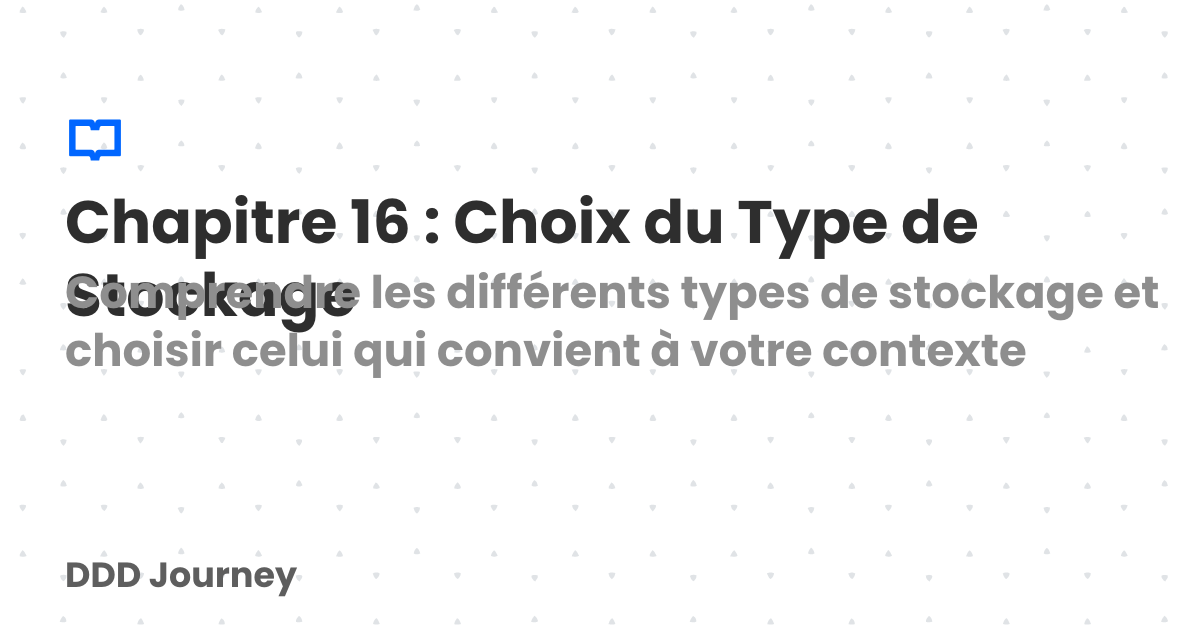 Chapitre 16 : Choix du Type de
Stockage
Comprendre les différents types de stockage et
choisir celui qui convient à votre contexte
DDD Journey